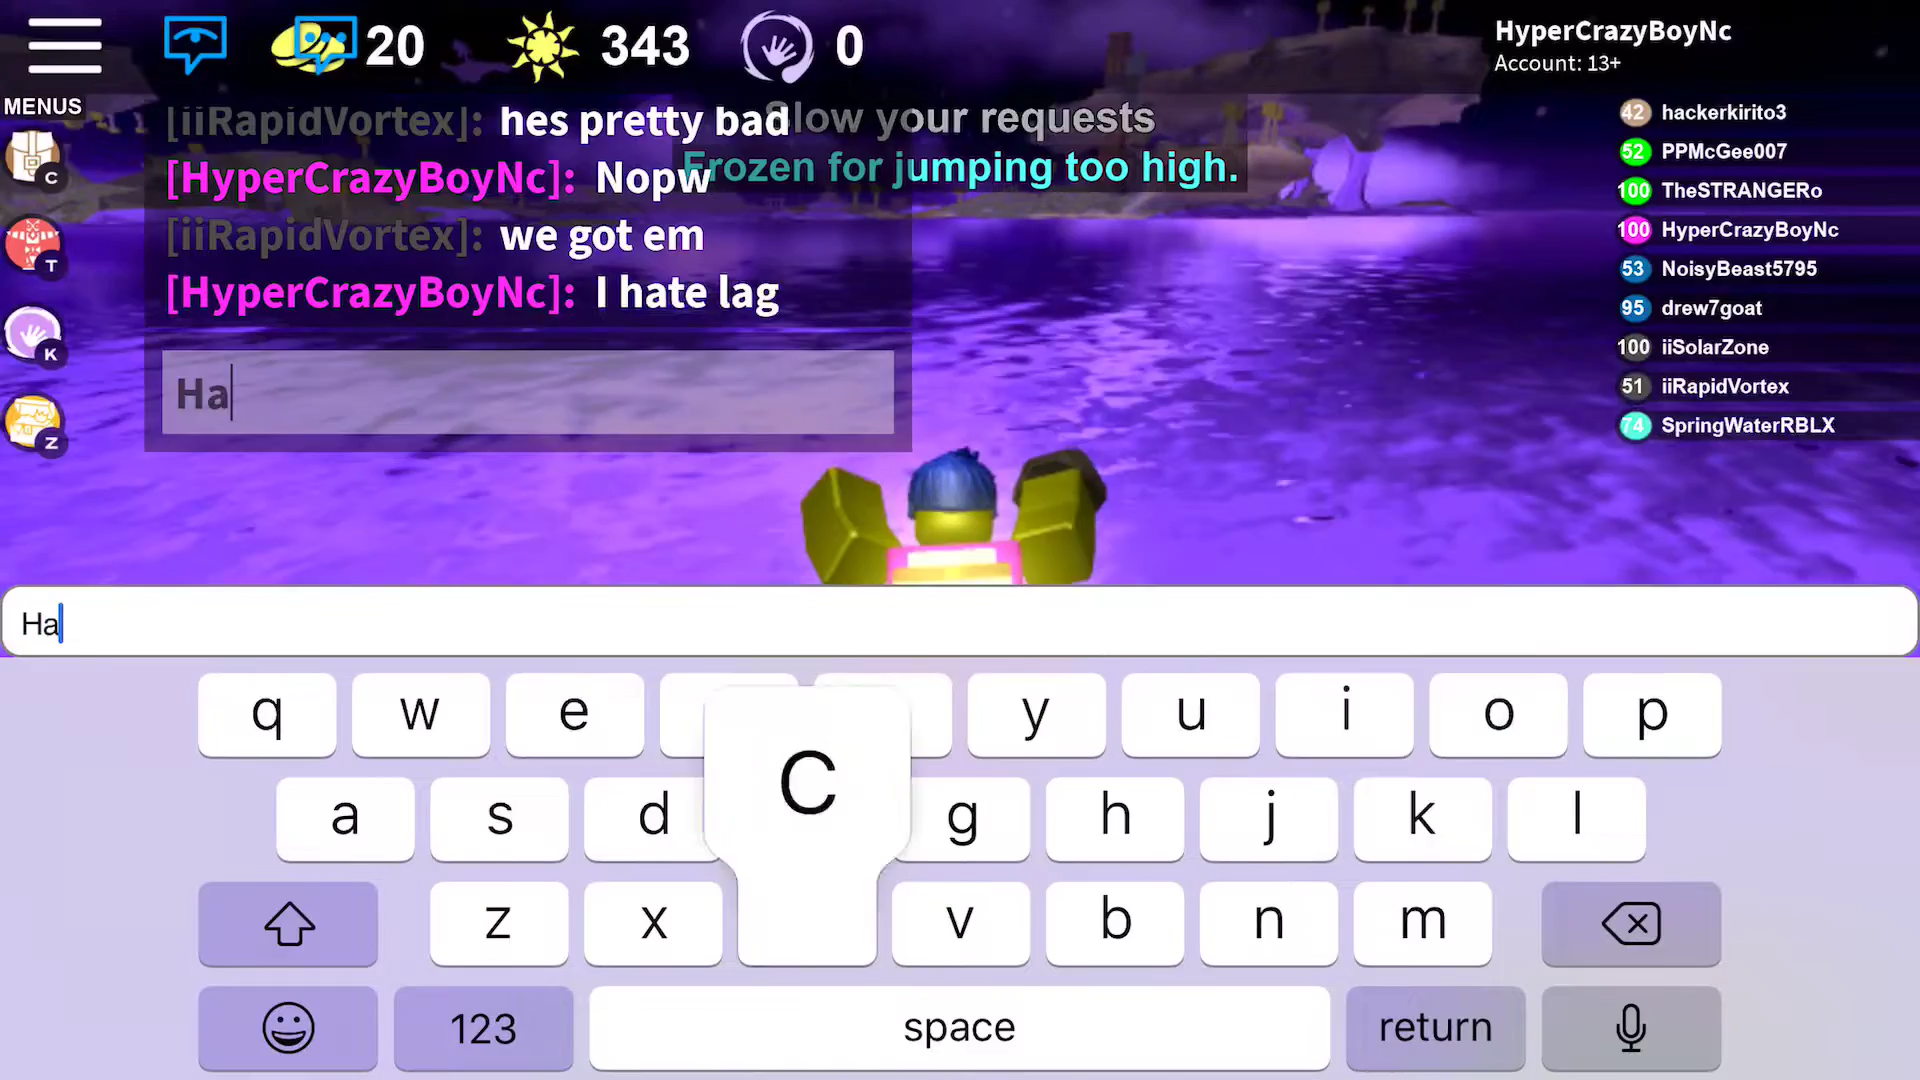 20
343
0
HyperCrazyBoyNc
Account: 13+
MENUS
[iiRapidVortex]: hes pretty bad
[HyperCrazyBoyNc]: Nopw
[iiRapidVortex]: we got em
[HyperCrazyBoyNc]: I hate lag
Slow your requests
Frozen for jumping too high.
C
T
K
Z
42 hackerkirito3
52 PPMcGee007
100 TheSTRANGERo
100 HyperCrazyBoyNc
53 NoisyBeast5795
95 drew7goat
100 iiSolarZone
51 iiRapidVortex
74 SpringWaterRBLX
Ha
Ha
q w e y u i o p
a s d C g h j k l
z x v b n m
123 space return